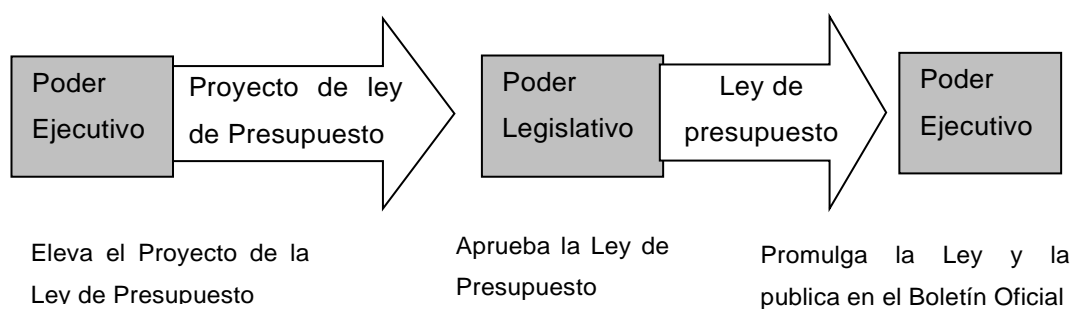 Poder
Ejecutivo
Proyecto de ley
de Presupuesto
Poder
Legislativo
Ley de
presupuesto
Poder
Ejecutivo
Eleva el Proyecto de la
Ley de Presupuesto
Aprueba la Ley de
Presupuesto
Promulga la Ley y la
publica en el Boletín Oficial